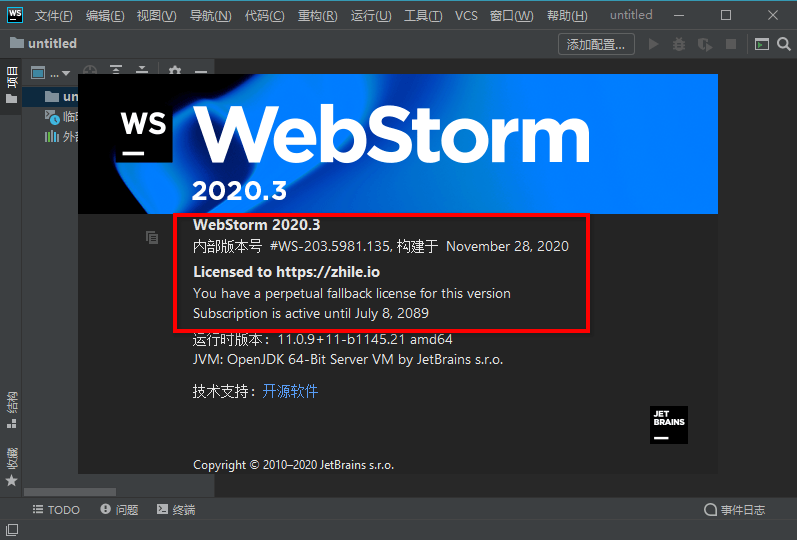 WS 文件(F) 编辑(E) 视图(V) 导航(N) 代码(C) 重构(R) 运行(U) 工具(T) VCS 窗口(W) 帮助(H) untitled
untitled 添加配置...
项目 ...
un
临时
外部
WS WebStorm
2020.3
WebStorm 2020.3
内部版本号 #WS-203.5981.135, 构建于 November 28, 2020
Licensed to https://zhile.io
You have a perpetual fallback license for this version
Subscription is active until July 8, 2089
运行时版本: 11.0.9+11-b1145.21 amd64
JVM: OpenJDK 64-Bit Server VM by JetBrains s.r.o.
技术支持: 开源软件
JET
BRAINS
Copyright © 2010–2020 JetBrains s.r.o.
结构
收藏
TODO 问题 终端 事件日志